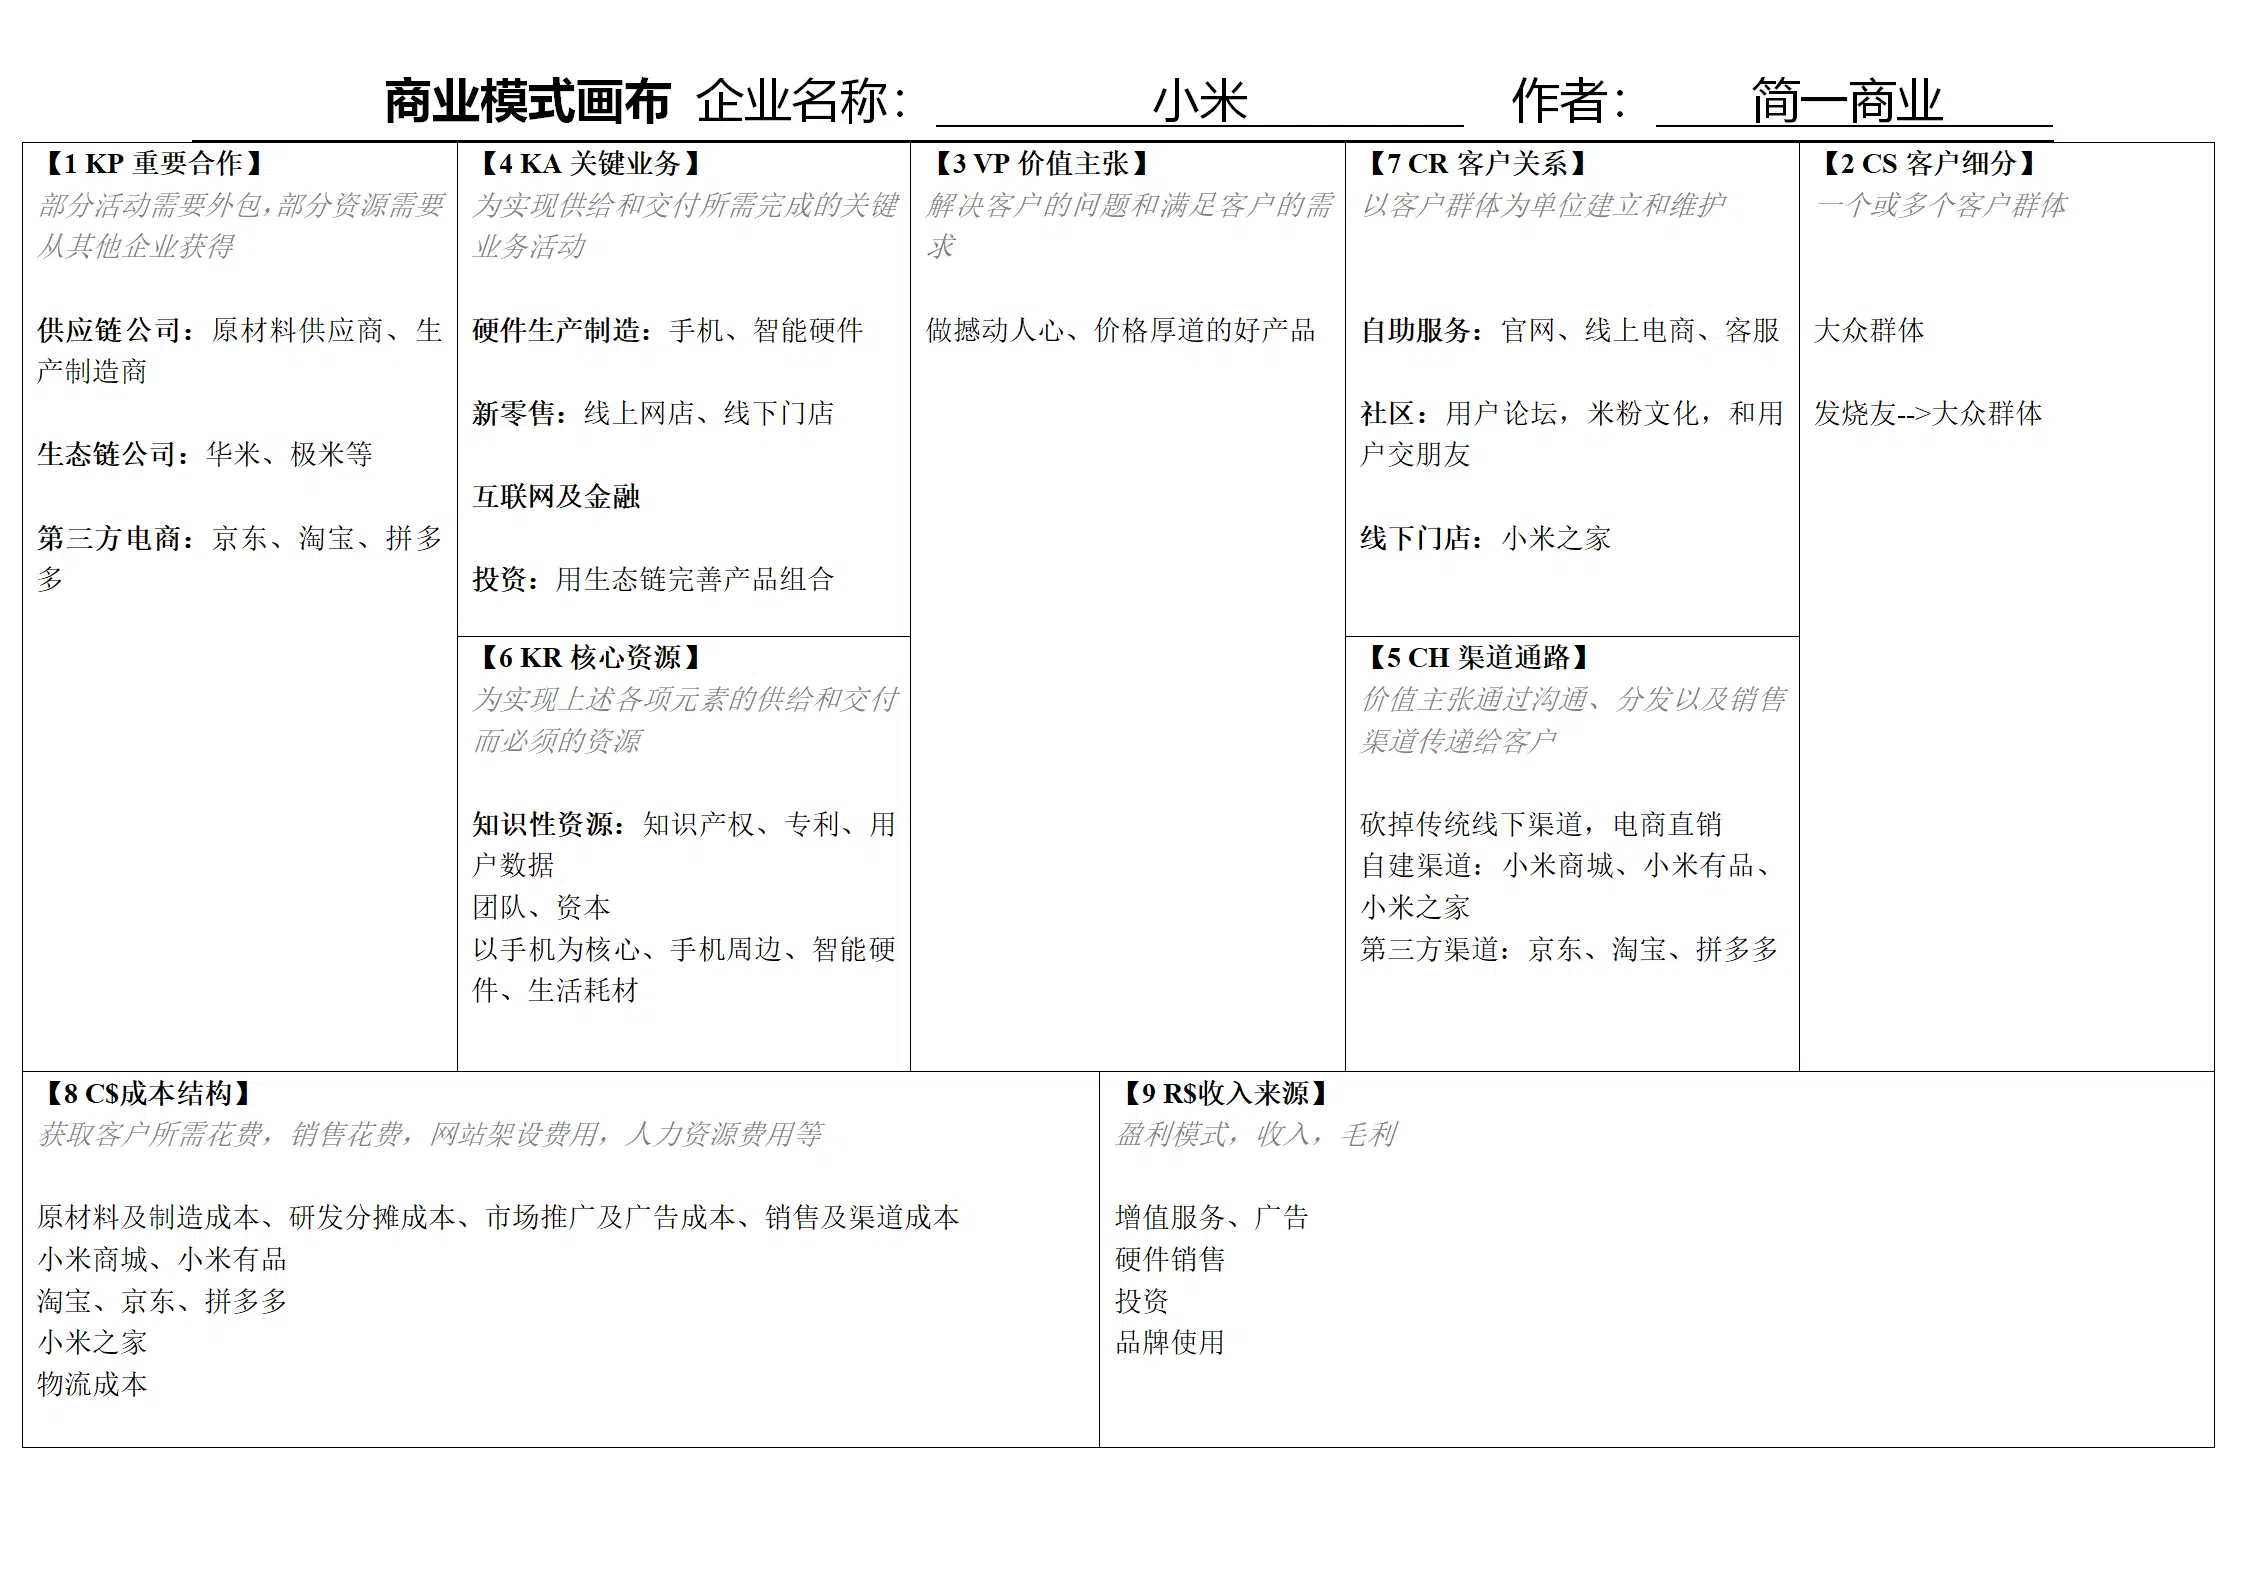 商业模式画布 企业名称： 小米 作者： 简一商业
【1 KP 重要合作】
部分活动需要外包，部分资源需要
从其他企业获得
供应链公司：原材料供应商、生
产制造商
生态链公司：华米、极米等
第三方电商：京东、淘宝、拼多
多
【4 KA 关键业务】
为实现供给和交付所需完成的关键
业务活动
硬件生产制造：手机、智能硬件
新零售：线上网店、线下门店
互联网及金融
投资：用生态链完善产品组合
【6 KR 核心资源】
为实现上述各项元素的供给和交付
而必须的资源
知识性资源：知识产权、专利、用
户数据
团队、资本
以手机为核心、手机周边、智能硬
件、生活耗材
【3 VP 价值主张】
解决客户的问题和满足客户的需
求
做撼动人心、价格厚道的好产品
【7 CR 客户关系】
以客户群体为单位建立和维护
自助服务：官网、线上电商、客服
社区：用户论坛，米粉文化，和用
户交朋友
线下门店：小米之家
【5 CH 渠道通路】
价值主张通过沟通、分发以及销售
渠道传递给客户
砍掉传统线下渠道，电商直销
自建渠道：小米商城、小米有品、
小米之家
第三方渠道：京东、淘宝、拼多多
【2 CS 客户细分】
一个或多个客户群体
大众群体
发烧友-->大众群体
【8 C$成本结构】
获取客户所需花费，销售花费，网站架设费用，人力资源费用等
原材料及制造成本、研发分摊成本、市场推广及广告成本、销售及渠道成本
小米商城、小米有品
淘宝、京东、拼多多
小米之家
物流成本
【9 R$收入来源】
盈利模式，收入，毛利
增值服务、广告
硬件销售
投资
品牌使用